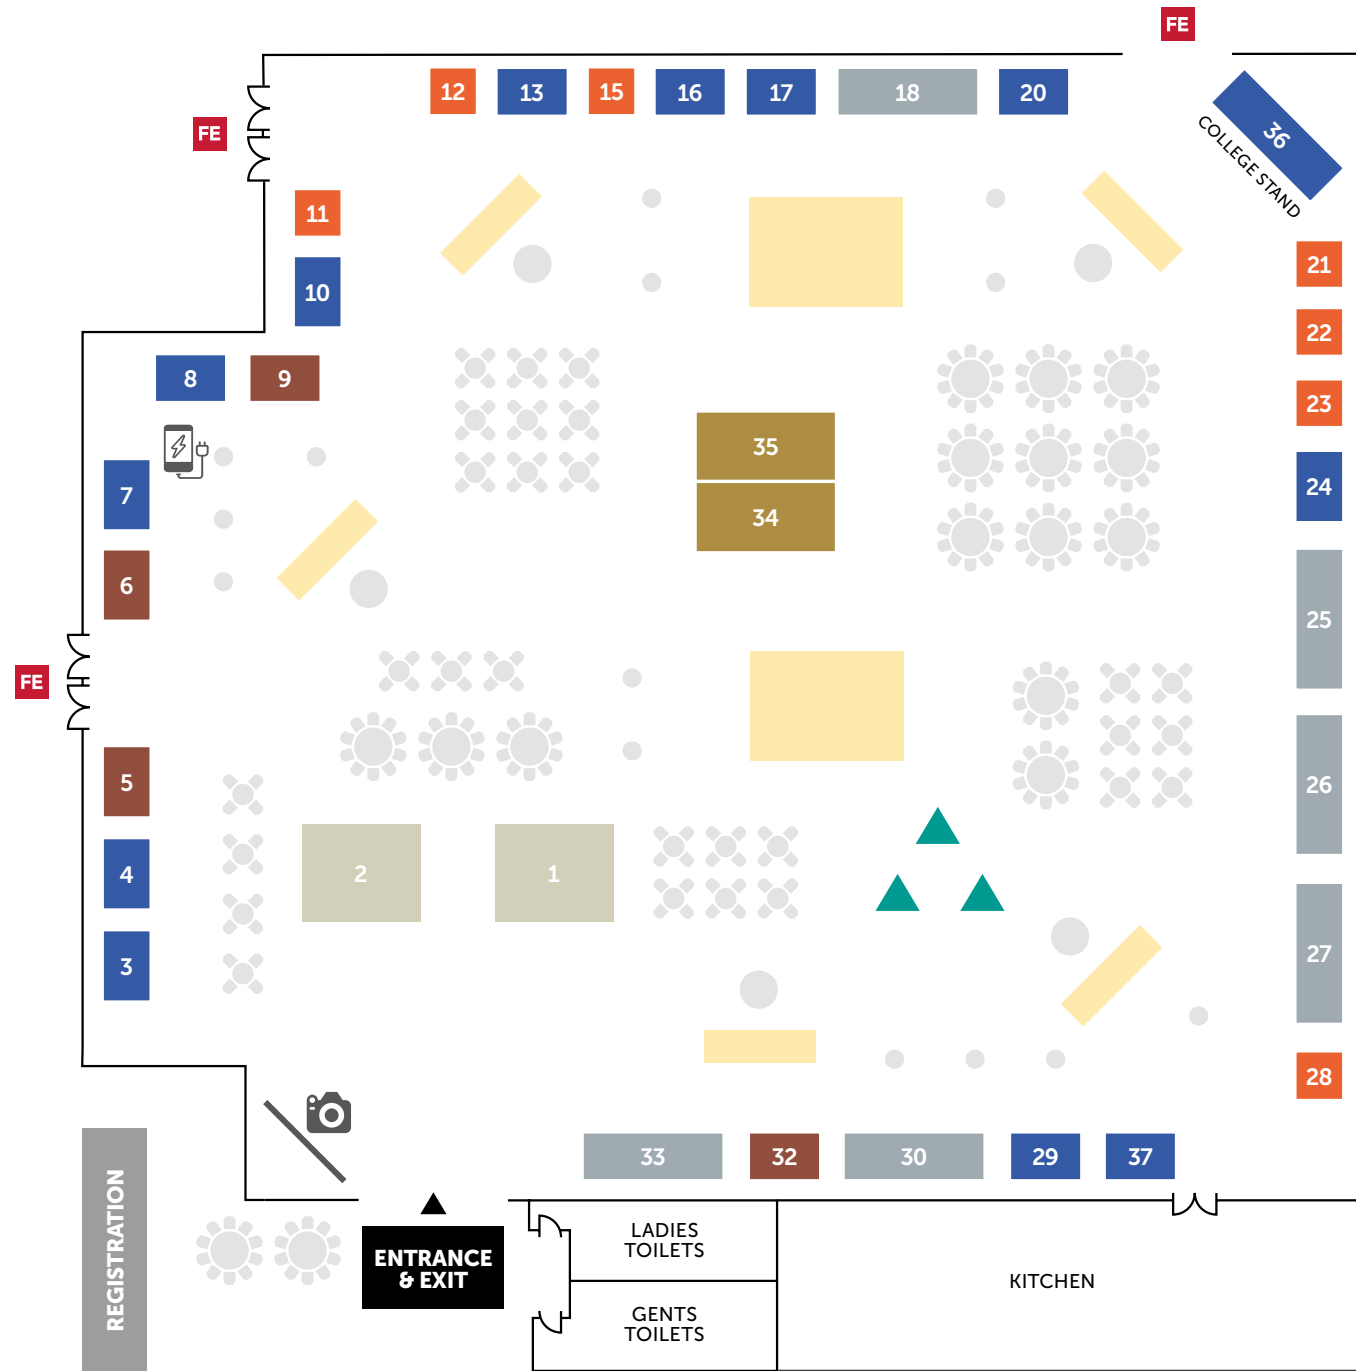 FE
12
13
15
16
17
18
20
36
COLLEGE STAND
FE
11
10
21
22
23
24
8
9
7
6
35
34
25
FE
5
4
3
2
1
26
27
28
33
32
30
29
37
REGISTRATION
ENTRANCE
& EXIT
LADIES
TOILETS
GENTS
TOILETS
KITCHEN